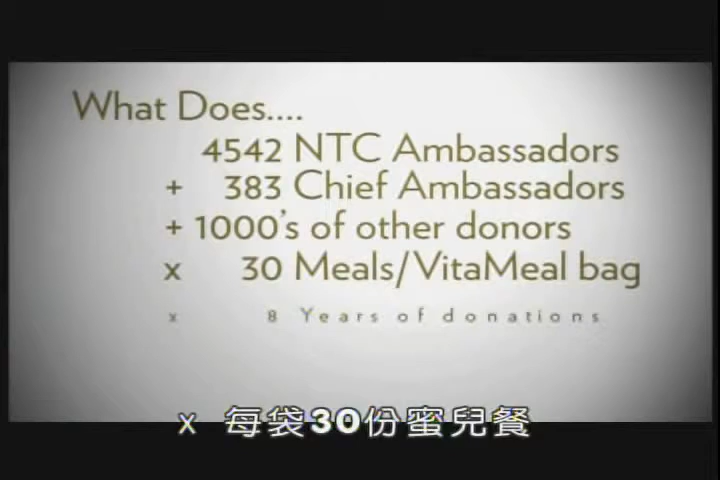 What Does....
4542 NTC Ambassadors
+ 383 Chief Ambassadors
+ 1000's of other donors
x 30 Meals/VitaMeal bag
x 8 Years of donations
x 每袋30份蜜兒餐